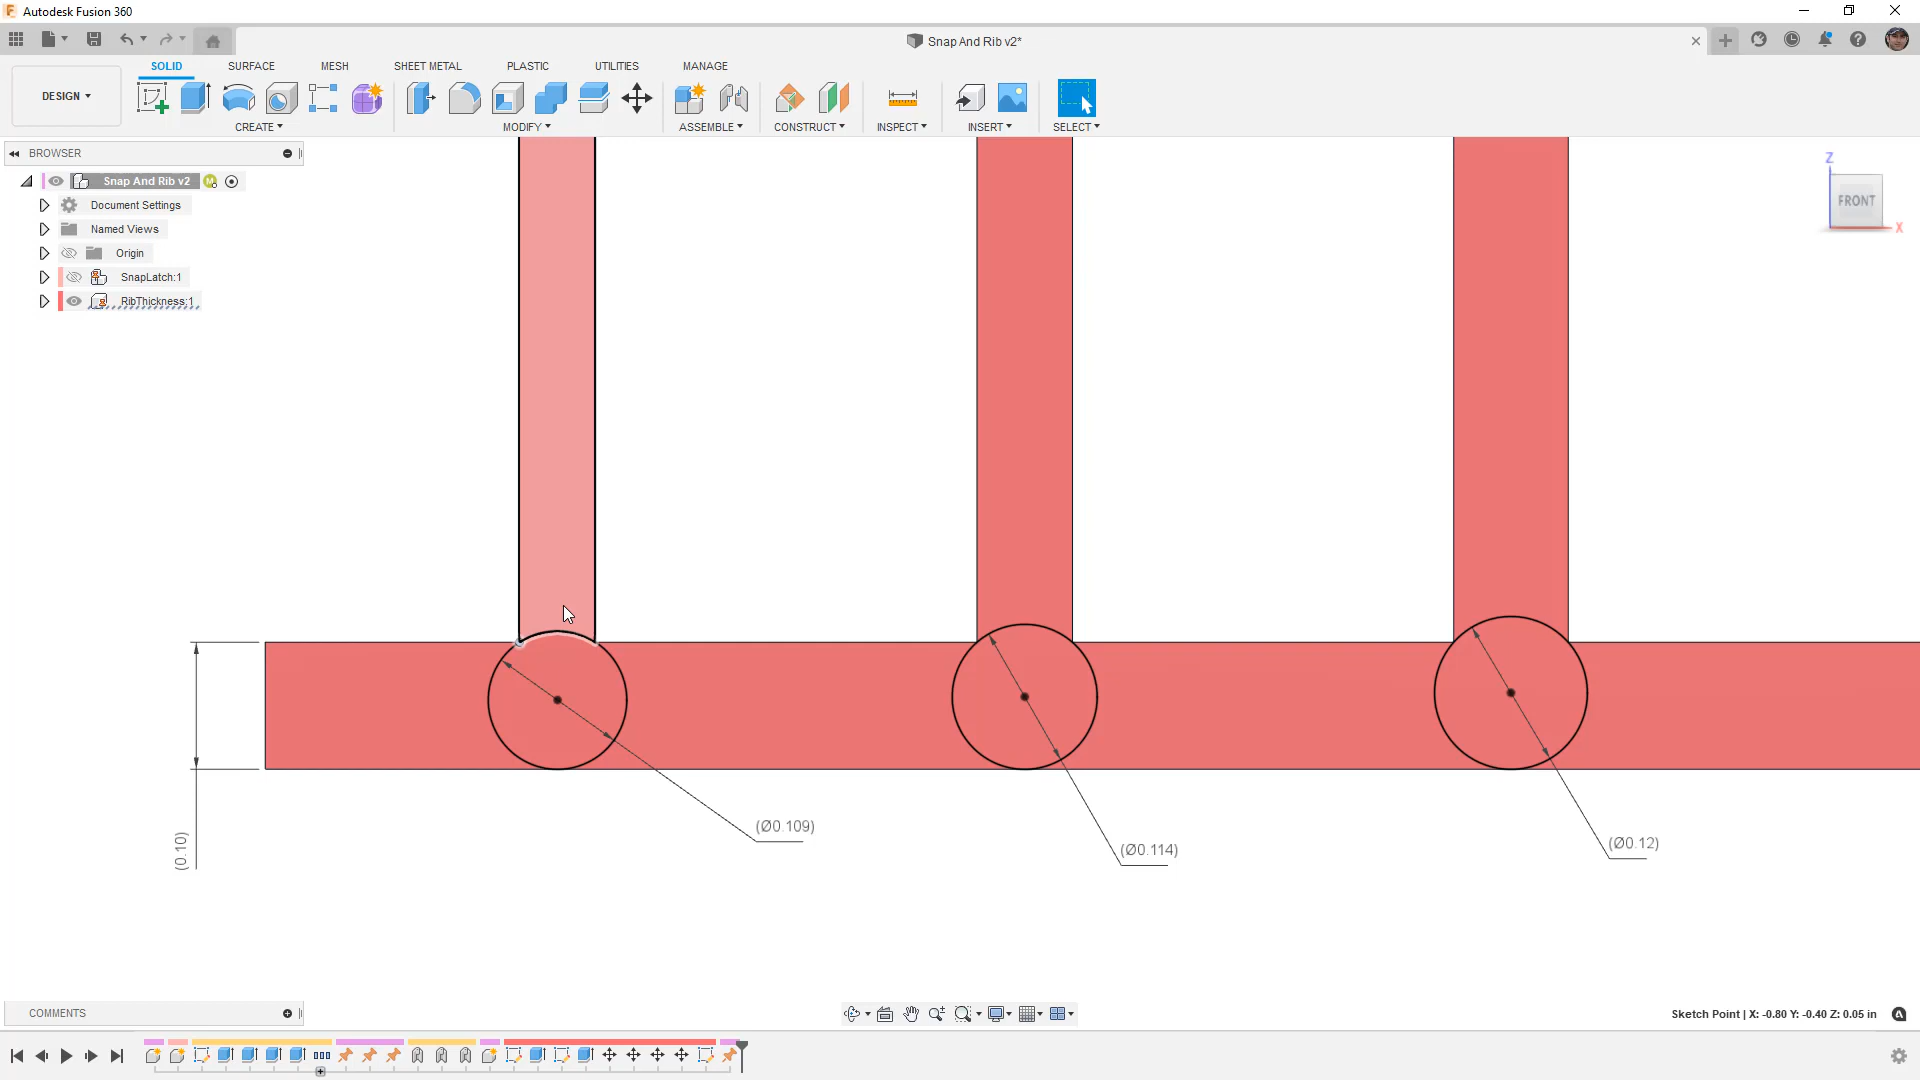 Autodesk Fusion 360
Snap And Rib v2*
SOLID SURFACE MESH SHEET METAL PLASTIC UTILITIES MANAGE
DESIGN
CREATE MODIFY ASSEMBLE CONSTRUCT INSPECT INSERT SELECT
BROWSER
Snap And Rib v2
Document Settings
Named Views
Origin
SnapLatch:1
RibThickness:1
Z
FRONT
X
(0.10)
(Ø0.109)
(Ø0.114)
(Ø0.12)
COMMENTS
Sketch Point | X: -0.80 Y: -0.40 Z: 0.05 in